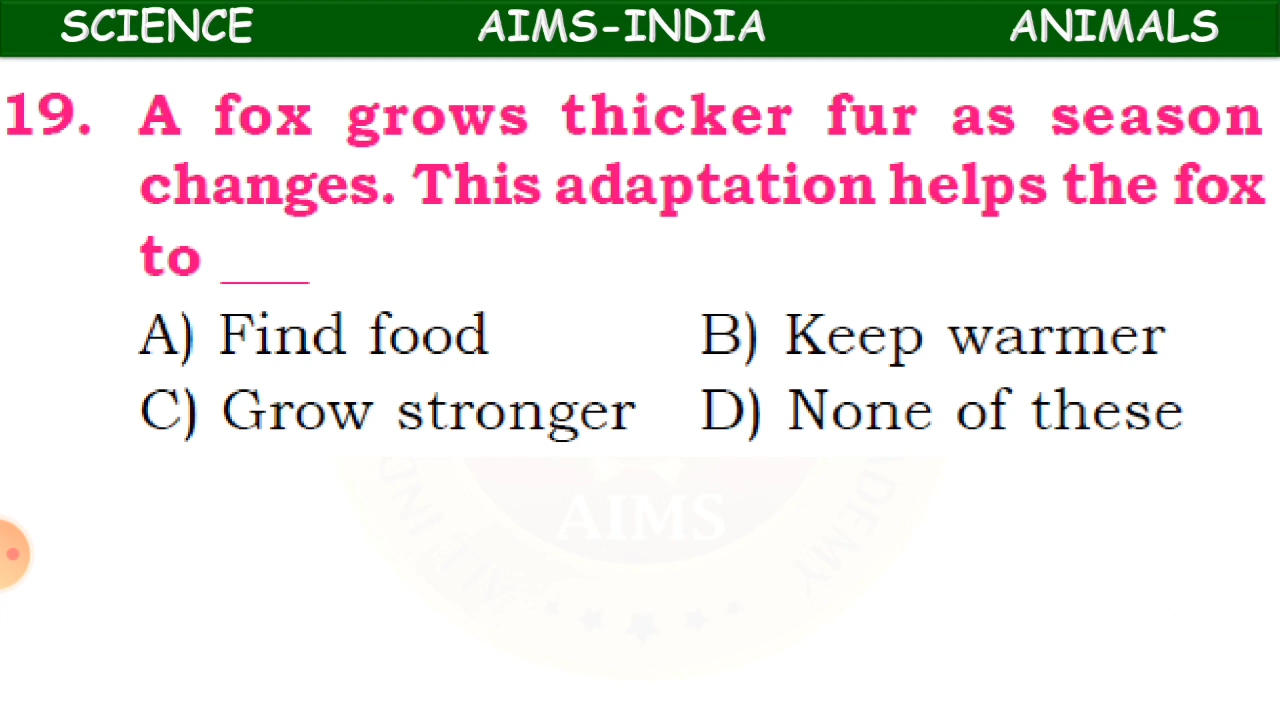 SCIENCE AIMS-INDIA ANIMALS
19. A fox grows thicker fur as season
changes. This adaptation helps the fox
to ___
A) Find food B) Keep warmer
C) Grow stronger D) None of these
AIMS